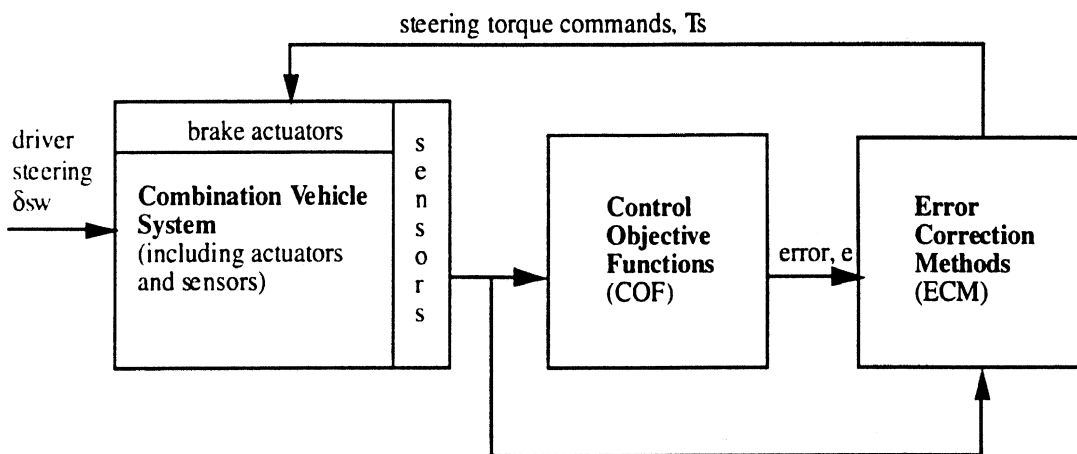 steering torque commands, Ts
driver
steering
δsw
brake actuators
Combination Vehicle
System
(including actuators
and sensors)
sensors
Control
Objective
Functions
(COF)
error, e
Error
Correction
Methods
(ECM)